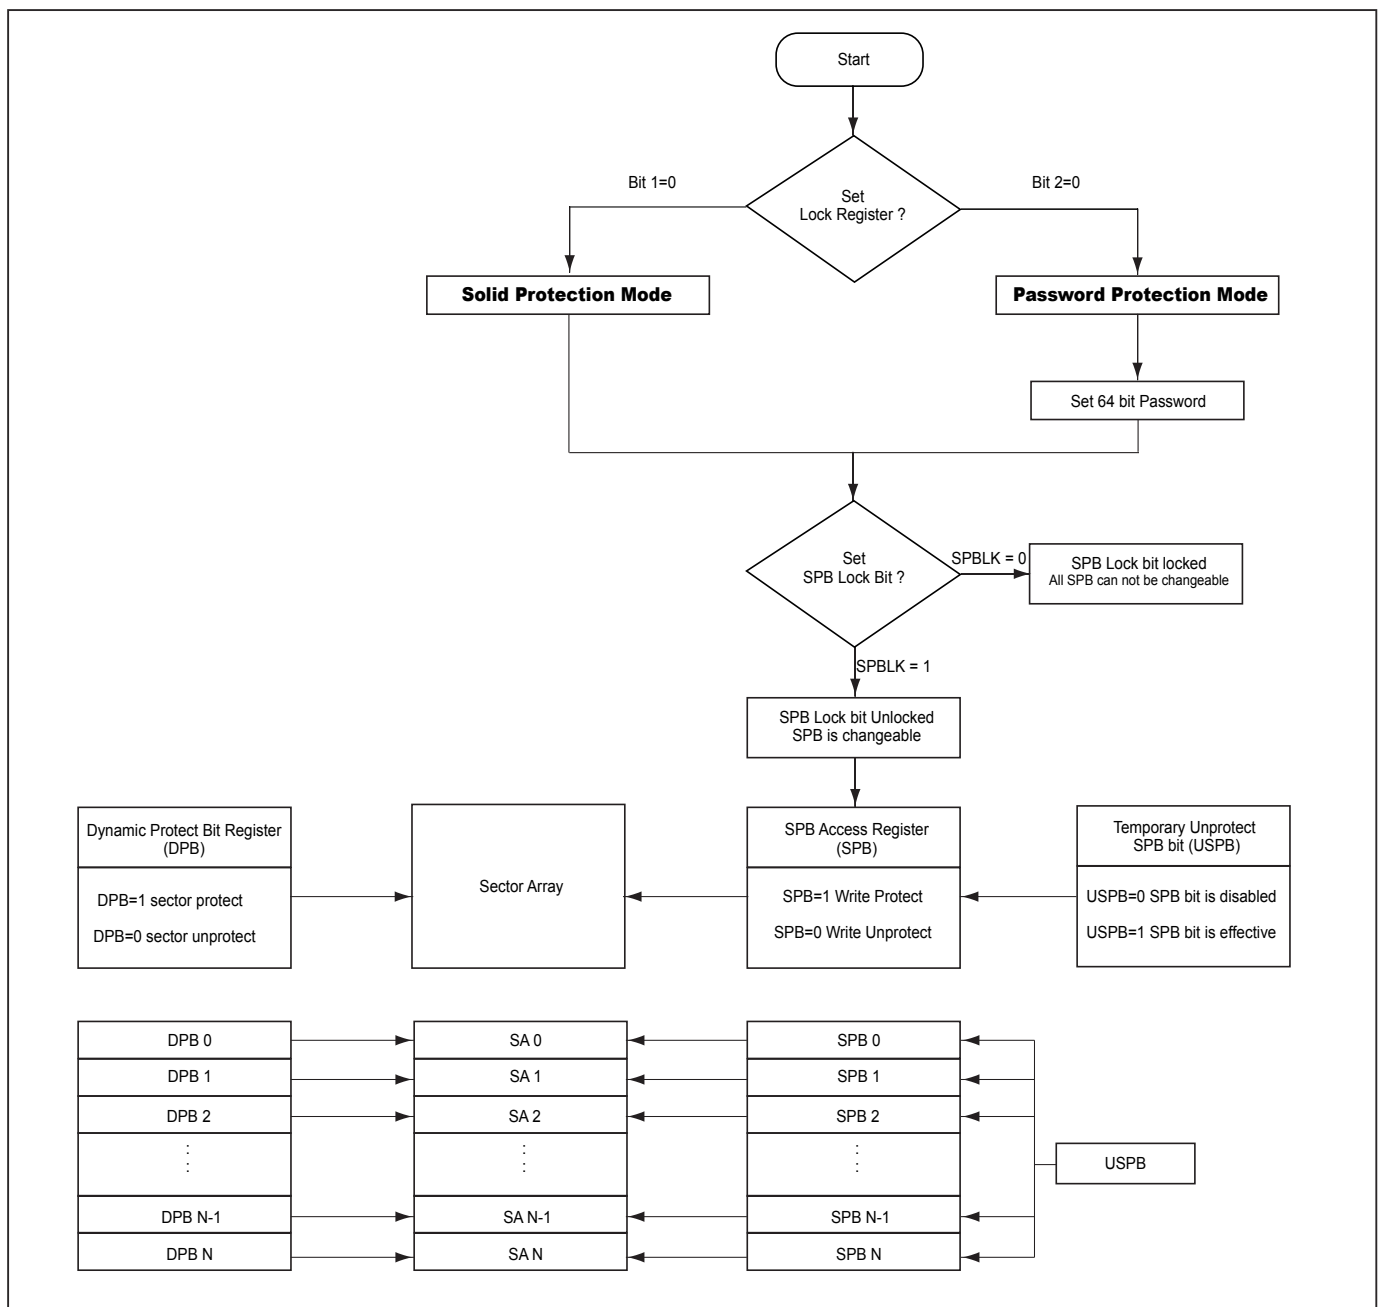 Start
Bit 1=0
Bit 2=0
Set
Lock Register ?
Solid Protection Mode
Password Protection Mode
Set 64 bit Password
Set
SPB Lock Bit ?
SPBLK = 0
SPB Lock bit locked
All SPB can not be changeable
SPBLK = 1
SPB Lock bit Unlocked
SPB is changeable
Dynamic Protect Bit Register
(DPB)
DPB=1 sector protect
DPB=0 sector unprotect
Sector Array
SPB Access Register
(SPB)
SPB=1 Write Protect
SPB=0 Write Unprotect
Temporary Unprotect
SPB bit (USPB)
USPB=0 SPB bit is disabled
USPB=1 SPB bit is effective
DPB 0
SA 0
SPB 0
DPB 1
SA 1
SPB 1
DPB 2
SA 2
SPB 2
:
:
:
:
:
:
USPB
DPB N-1
SA N-1
SPB N-1
DPB N
SA N
SPB N